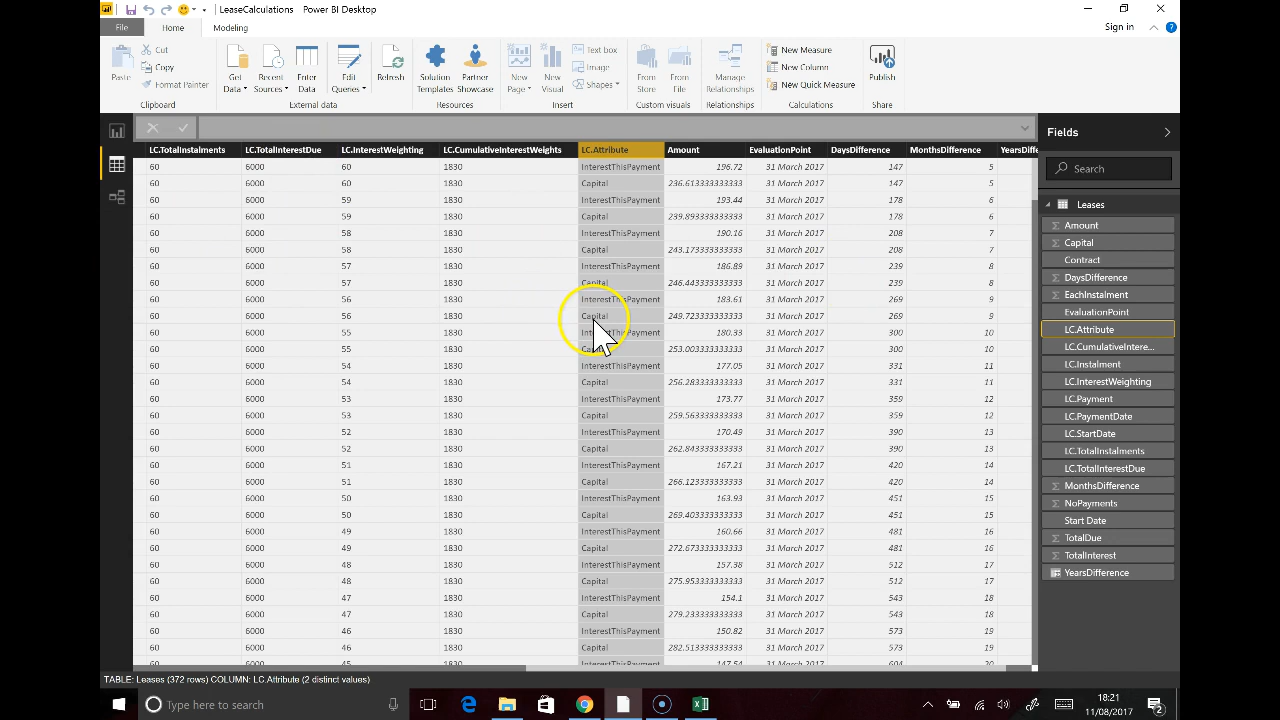 LeaseCalculations - Power BI Desktop
File Home Modeling Sign in
Paste Cut Copy Format Painter Get Data Recent Sources Enter Data Edit Queries Refresh Solution Templates Partner Showcase New Page New Visual Text box Image Shapes From Store From File Manage Relationships New Measure New Column New Quick Measure Publish
Clipboard External data Resources Insert Custom visuals Relationships Calculations Share
LC.TotalInstalments LC.TotalInterestDue LC.InterestWeighting LC.CumulativeInterestWeights LC.Attribute Amount EvaluationPoint DaysDifference MonthsDifference YearsDiffe
60 6000 60 1830 InterestThisPayment 196.72 31 March 2017 147 5
60 6000 60 1830 Capital 236.613333333333 31 March 2017 147 5
60 6000 59 1830 InterestThisPayment 193.44 31 March 2017 178 6
60 6000 59 1830 Capital 239.893333333333 31 March 2017 178 6
60 6000 58 1830 InterestThisPayment 190.16 31 March 2017 208 7
60 6000 58 1830 Capital 243.173333333333 31 March 2017 208 7
60 6000 57 1830 InterestThisPayment 186.89 31 March 2017 239 8
60 6000 57 1830 Capital 246.443333333333 31 March 2017 239 8
60 6000 56 1830 InterestThisPayment 183.61 31 March 2017 269 9
60 6000 56 1830 Capital 249.723333333333 31 March 2017 269 9
60 6000 55 1830 InterestThisPayment 180.33 31 March 2017 300 10
60 6000 55 1830 Capital 253.003333333333 31 March 2017 300 10
60 6000 54 1830 InterestThisPayment 177.05 31 March 2017 331 11
60 6000 54 1830 Capital 256.283333333333 31 March 2017 331 11
60 6000 53 1830 InterestThisPayment 173.77 31 March 2017 359 12
60 6000 53 1830 Capital 259.563333333333 31 March 2017 359 12
60 6000 52 1830 InterestThisPayment 170.49 31 March 2017 390 13
60 6000 52 1830 Capital 262.843333333333 31 March 2017 390 13
60 6000 51 1830 InterestThisPayment 167.21 31 March 2017 420 14
60 6000 51 1830 Capital 266.123333333333 31 March 2017 420 14
60 6000 50 1830 InterestThisPayment 163.93 31 March 2017 451 15
60 6000 50 1830 Capital 269.403333333333 31 March 2017 451 15
60 6000 49 1830 InterestThisPayment 160.66 31 March 2017 481 16
60 6000 49 1830 Capital 272.673333333333 31 March 2017 481 16
60 6000 48 1830 InterestThisPayment 157.38 31 March 2017 512 17
60 6000 48 1830 Capital 275.953333333333 31 March 2017 512 17
60 6000 47 1830 InterestThisPayment 154.1 31 March 2017 543 18
60 6000 47 1830 Capital 279.233333333333 31 March 2017 543 18
60 6000 46 1830 InterestThisPayment 150.82 31 March 2017 573 19
60 6000 46 1830 Capital 282.513333333333 31 March 2017 573 19
60 6000 45 1830 InterestThisPayment 147.54 31 March 2017 604 20
Fields
Search
Leases
Amount
Capital
Contract
DaysDifference
EachInstalment
EvaluationPoint
LC.Attribute
LC.CumulativeIntere...
LC.Instalment
LC.InterestWeighting
LC.Payment
LC.PaymentDate
LC.StartDate
LC.TotalInstalments
LC.TotalInterestDue
MonthsDifference
NoPayments
Start Date
TotalDue
TotalInterest
YearsDifference
TABLE: Leases (372 rows) COLUMN: LC.Attribute (2 distinct values)
Type here to search
18:21
11/08/2017
2